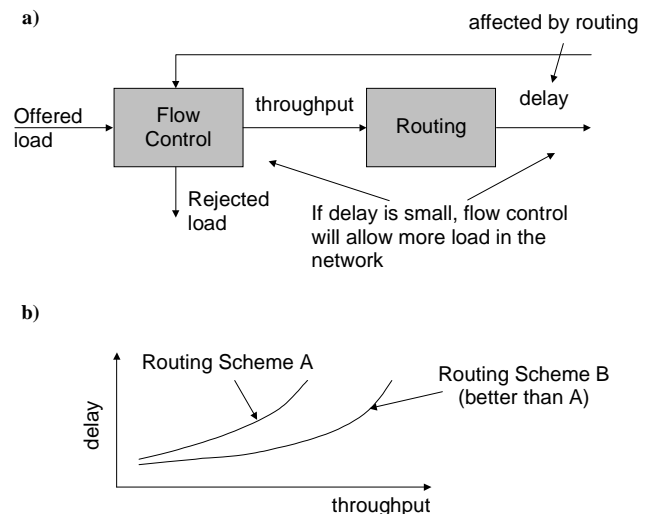 a)
affected by routing
Offered
load
Flow
Control
throughput
Routing
delay
Rejected
load
If delay is small, flow control
will allow more load in the
network
b)
Routing Scheme A
Routing Scheme B
(better than A)
delay
throughput